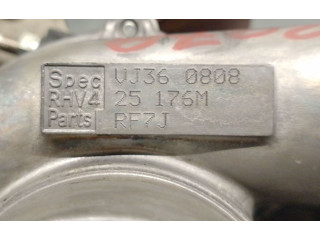 Spec VJ36 0808
RHV4 25 176M
Parts RF7J